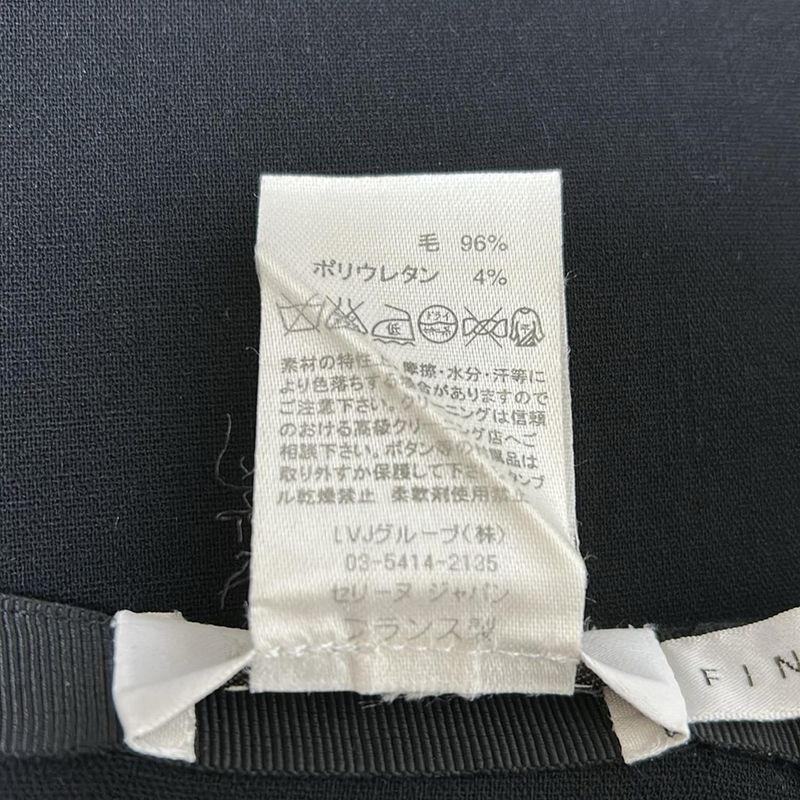 毛 96%
ポリウレタン 4%
低 ドライ
素材の特性上、摩擦・水分・汗等に
より色落ちする場合がありますので
ご注意下さい。クリーニングは信頼
のおける高級クリーニング店へご
相談下さい。ボタン等の付属品は
取り外すか保護して下さい。タンブ
ル乾燥禁止 柔軟剤使用禁止
LVJグループ(株)
03-5414-2135
セリーヌ ジャパン
フランス製
FIN